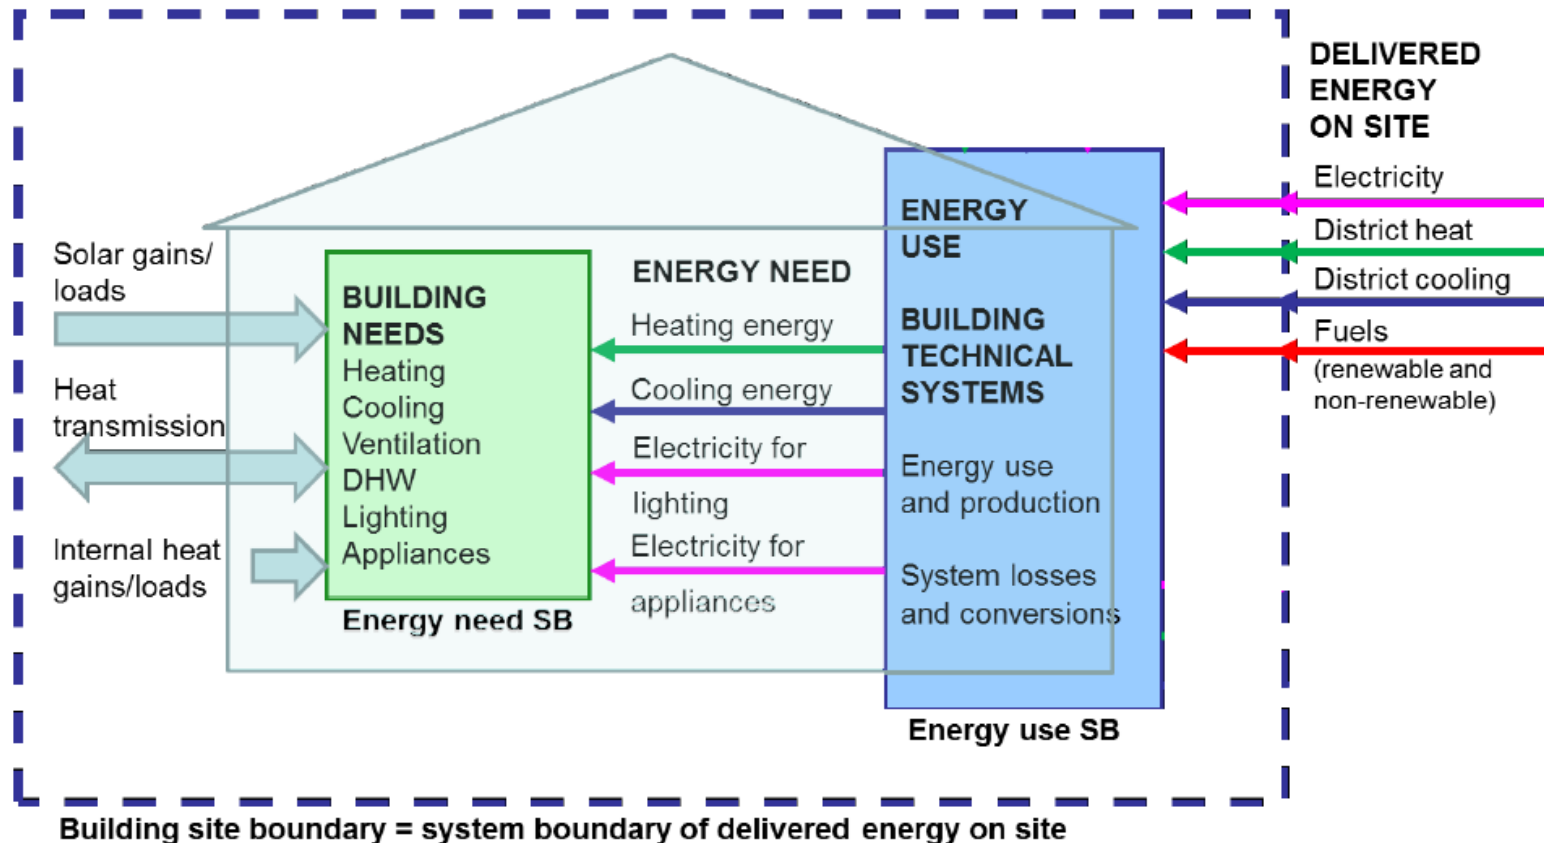 DELIVERED
ENERGY
ON SITE
Electricity
District heat
District cooling
Fuels
(renewable and
non-renewable)
Solar gains/
loads
Heat
transmission
Internal heat
gains/loads
BUILDING
NEEDS
Heating
Cooling
Ventilation
DHW
Lighting
Appliances
Energy need SB
ENERGY NEED
Heating energy
Cooling energy
Electricity for
lighting
Electricity for
appliances
ENERGY
USE
BUILDING
TECHNICAL
SYSTEMS
Energy use
and production
System losses
and conversions
Energy use SB
Building site boundary = system boundary of delivered energy on site